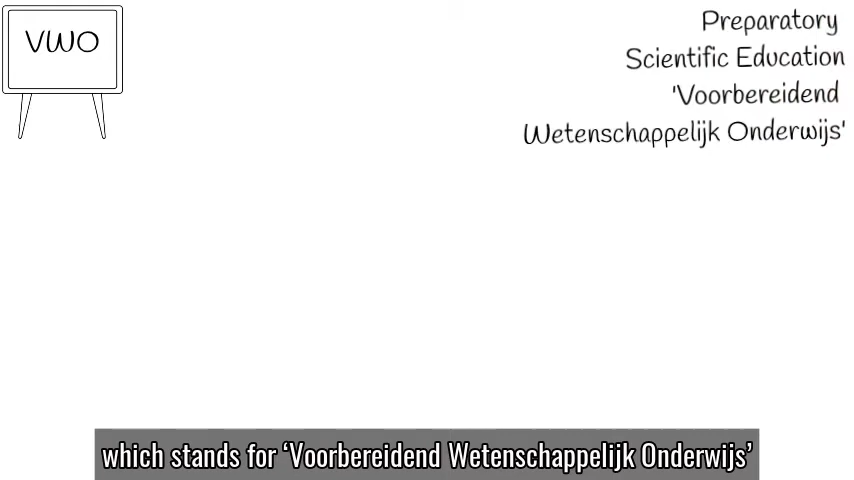 VWO
Preparatory
Scientific Education
'Voorbereidend
Wetenschappelijk Onderwijs'
which stands for ‘Voorbereidend Wetenschappelijk Onderwijs’